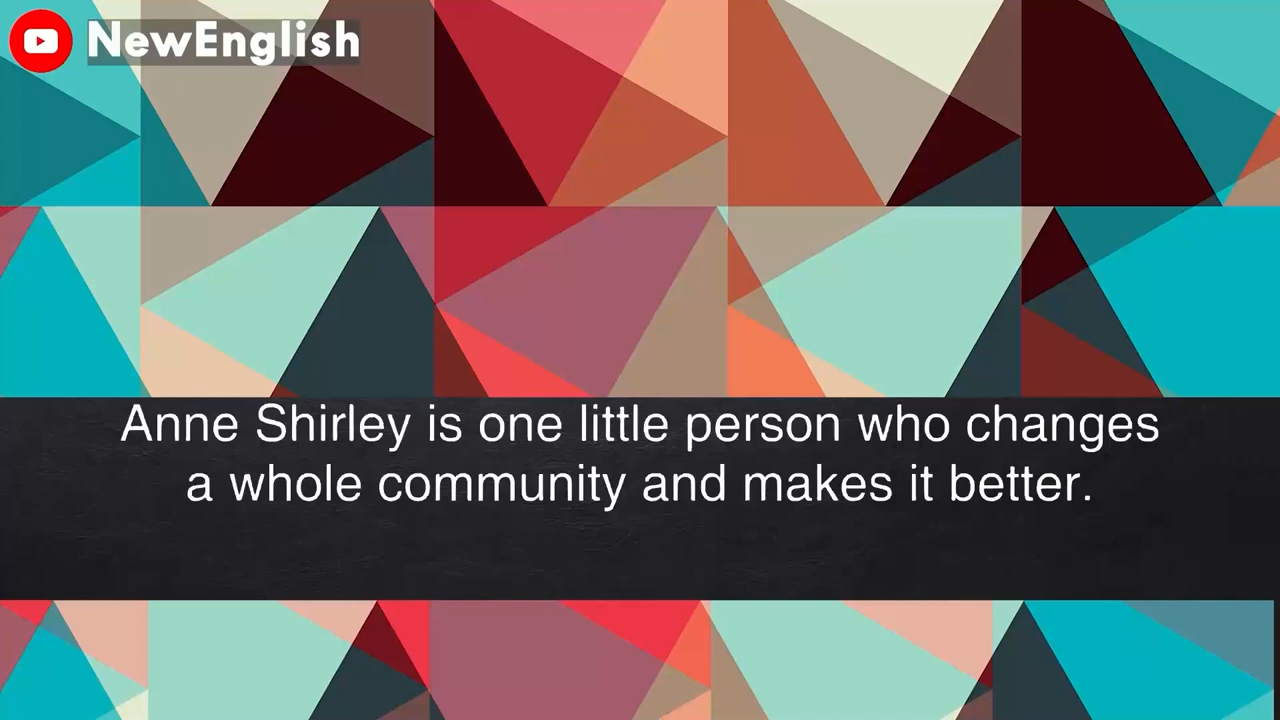 NewEnglish
Anne Shirley is one little person who changes
a whole community and makes it better.